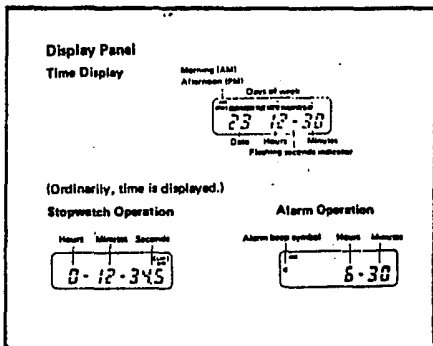 Display Panel
Time Display
Morning (AM)
Afternoon (PM)
Days of week
23 12-30
Date Hours Minutes
Flashing seconds indicator
(Ordinarily, time is displayed.)
Stopwatch Operation
Alarm Operation
Hours Minutes Seconds
0-12-34.5
Alarm beep symbol Hours Minutes
6-30